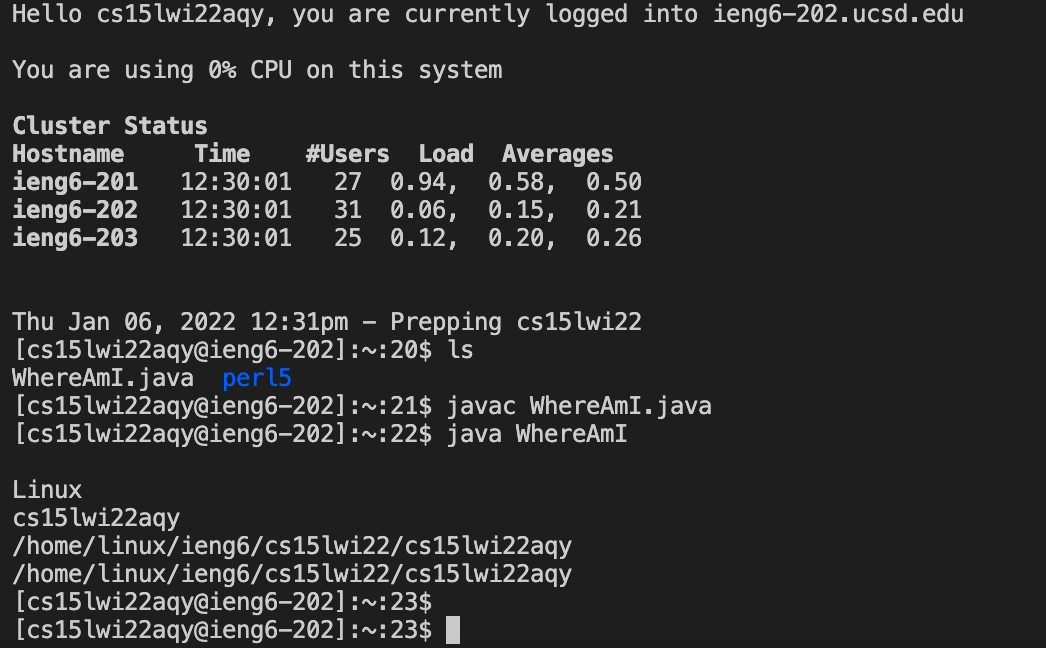 Hello cs15lwi22aqy, you are currently logged into ieng6-202.ucsd.edu
You are using 0% CPU on this system
Cluster Status
Hostname     Time    #Users  Load  Averages
ieng6-201   12:30:01   27  0.94,  0.58,  0.50
ieng6-202   12:30:01   31  0.06,  0.15,  0.21
ieng6-203   12:30:01   25  0.12,  0.20,  0.26
Thu Jan 06, 2022 12:31pm - Prepping cs15lwi22
[cs15lwi22aqy@ieng6-202]:~:20$ ls
WhereAmI.java  perl5
[cs15lwi22aqy@ieng6-202]:~:21$ javac WhereAmI.java
[cs15lwi22aqy@ieng6-202]:~:22$ java WhereAmI
Linux
cs15lwi22aqy
/home/linux/ieng6/cs15lwi22/cs15lwi22aqy
/home/linux/ieng6/cs15lwi22/cs15lwi22aqy
[cs15lwi22aqy@ieng6-202]:~:23$
[cs15lwi22aqy@ieng6-202]:~:23$